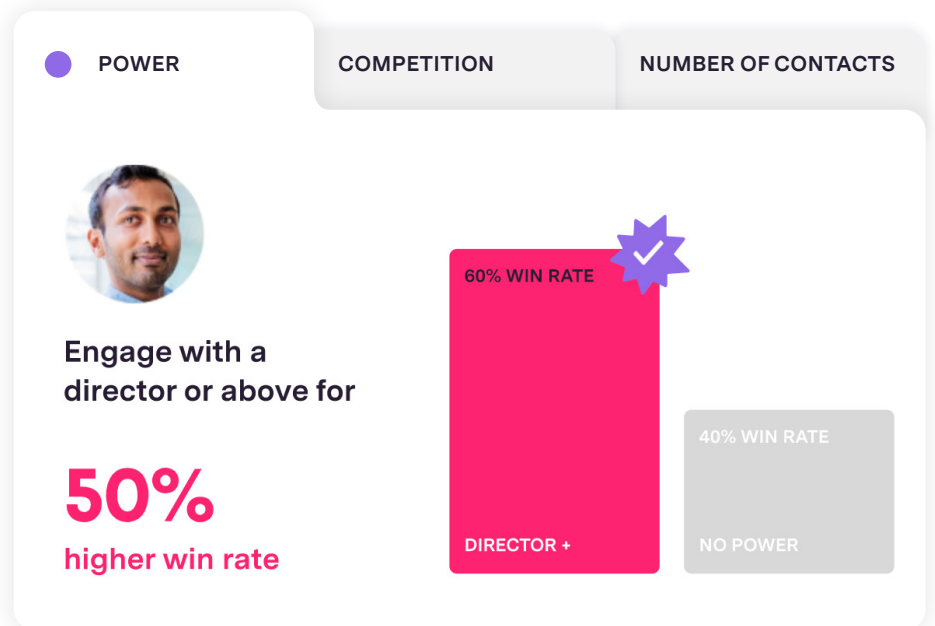 POWER
COMPETITION
NUMBER OF CONTACTS
Engage with a
director or above for
50%
higher win rate
60% WIN RATE
DIRECTOR +
40% WIN RATE
NO POWER